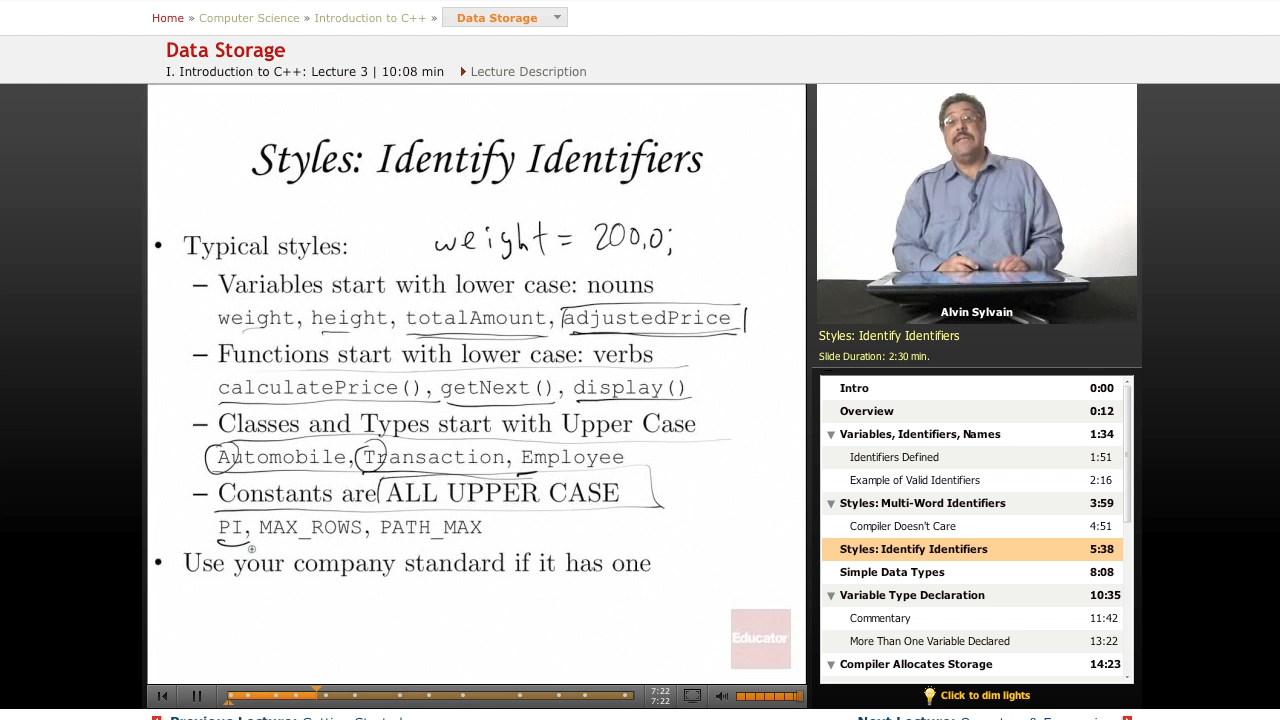 Home » Computer Science » Introduction to C++ » Data Storage
Data Storage
I. Introduction to C++: Lecture 3 | 10:08 min Lecture Description
Styles: Identify Identifiers
• Typical styles: weight = 200.0;
– Variables start with lower case: nouns
weight, height, totalAmount, adjustedPrice
– Functions start with lower case: verbs
calculatePrice(), getNext(), display()
– Classes and Types start with Upper Case
Automobile, Transaction, Employee
– Constants are ALL UPPER CASE
PI, MAX_ROWS, PATH_MAX
• Use your company standard if it has one
Educator
7:22
7:22
Alvin Sylvain
Styles: Identify Identifiers
Slide Duration: 2:30 min.
Intro 0:00
Overview 0:12
Variables, Identifiers, Names 1:34
Identifiers Defined 1:51
Example of Valid Identifiers 2:16
Styles: Multi-Word Identifiers 3:59
Compiler Doesn't Care 4:51
Styles: Identify Identifiers 5:38
Simple Data Types 8:08
Variable Type Declaration 10:35
Commentary 11:42
More Than One Variable Declared 13:22
Compiler Allocates Storage 14:23
Click to dim lights
Previous Lecture: Getting Started
Next Lecture: